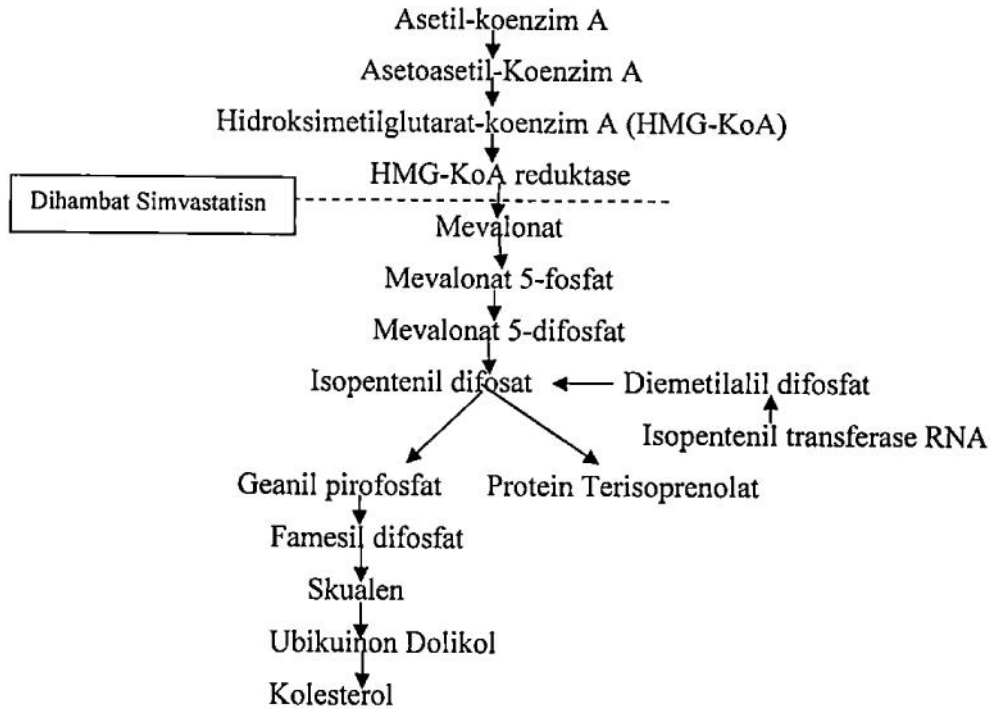 Asetil-koenzim A
Asetoasetil-Koenzim A
Hidroksimetilglutarat-koenzim A (HMG-KoA)
HMG-KoA reduktase
Dihambat Simvastatisn
Mevalonat
Mevalonat 5-fosfat
Mevalonat 5-difosfat
Isopentenil difosat
Diemetilalil difosfat
Isopentenil transferase RNA
Geanil pirofosfat
Protein Terisoprenolat
Famesil difosfat
Skualen
Ubikuinon Dolikol
Kolesterol